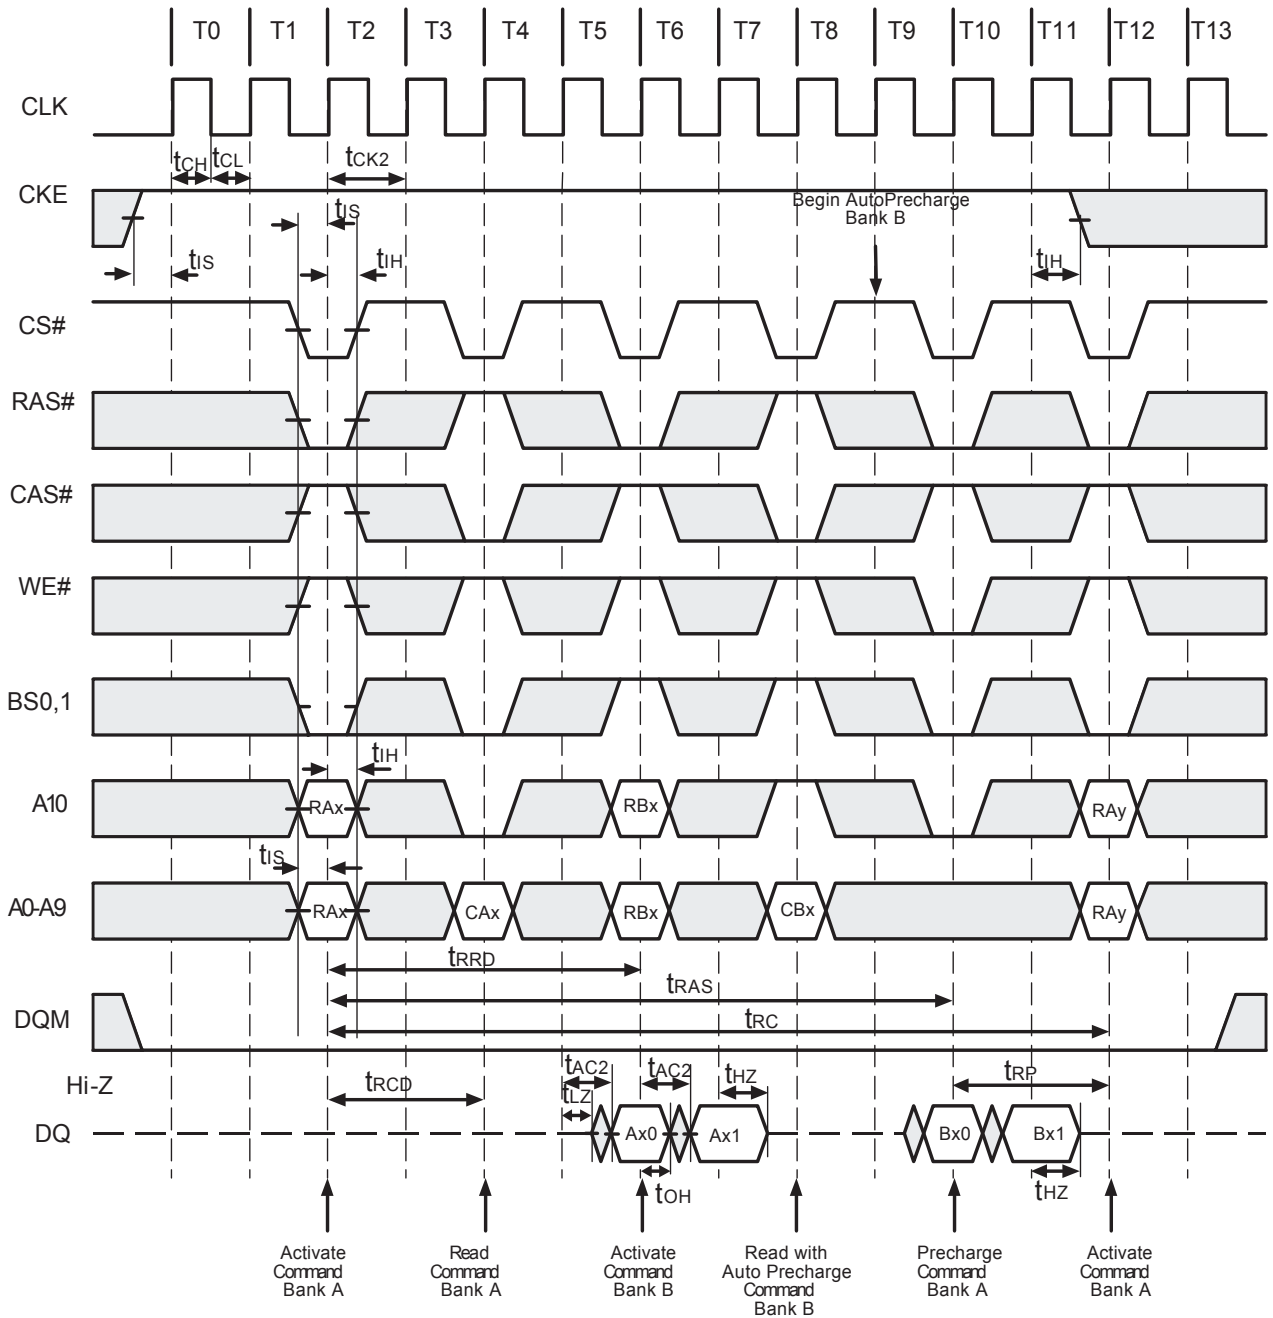 T0 T1 T2 T3 T4 T5 T6 T7 T8 T9 T10 T11 T12 T13
CLK
tCH tCL tCK2
CKE
Begin AutoPrecharge
Bank B
tIS
tIS
tIH
tIH
CS#
RAS#
CAS#
WE#
BS0,1
tIH
A10
RAx RBx RAy
tIS
A0-A9
RAx CAx RBx CBx RAy
tRRD
tRAS
DQM
tRC
Hi-Z
tRCD
tAC2 tAC2 tHZ
tRP
tLZ
DQ
Ax0 Ax1 Bx0 Bx1
tOH
tHZ
Activate
Command
Bank A
Read
Command
Bank A
Activate
Command
Bank B
Read with
Auto Precharge
Command
Bank B
Precharge
Command
Bank A
Activate
Command
Bank A